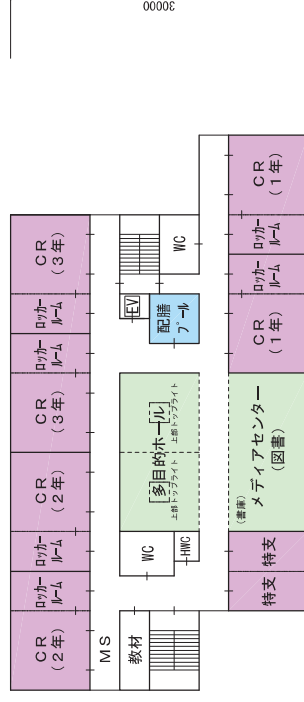 30000
CR
(2年)
ロッカー
ルーム
ロッカー
ルーム
CR
(2年)
CR
(3年)
ロッカー
ルーム
ロッカー
ルーム
CR
(3年)
MS
教材
WC
HWC
多目的ホール
上部トップライト
上部トップライト
EV
配膳
プール
WC
特支
特支
(書庫)
メディアセンター
(図書)
CR
(1年)
ロッカー
ルーム
ロッカー
ルーム
CR
(1年)